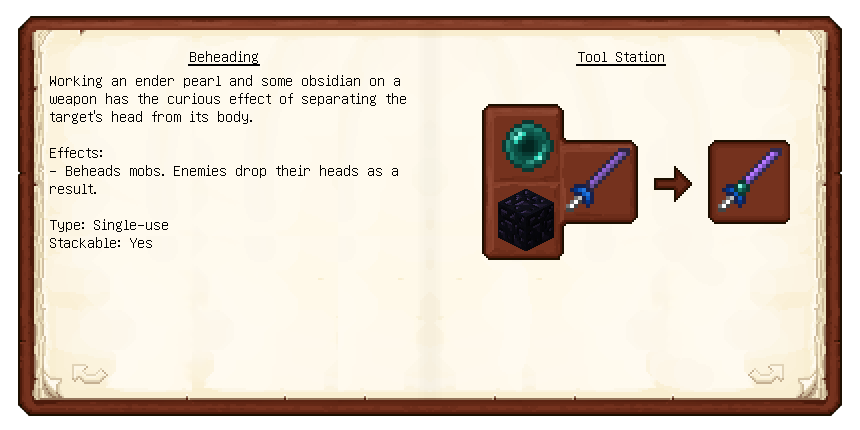 Beheading
Working an ender pearl and some obsidian on a
weapon has the curious effect of separating the
target's head from its body.
Effects:
- Beheads mobs. Enemies drop their heads as a
result.
Type: Single-use
Stackable: Yes
Tool Station